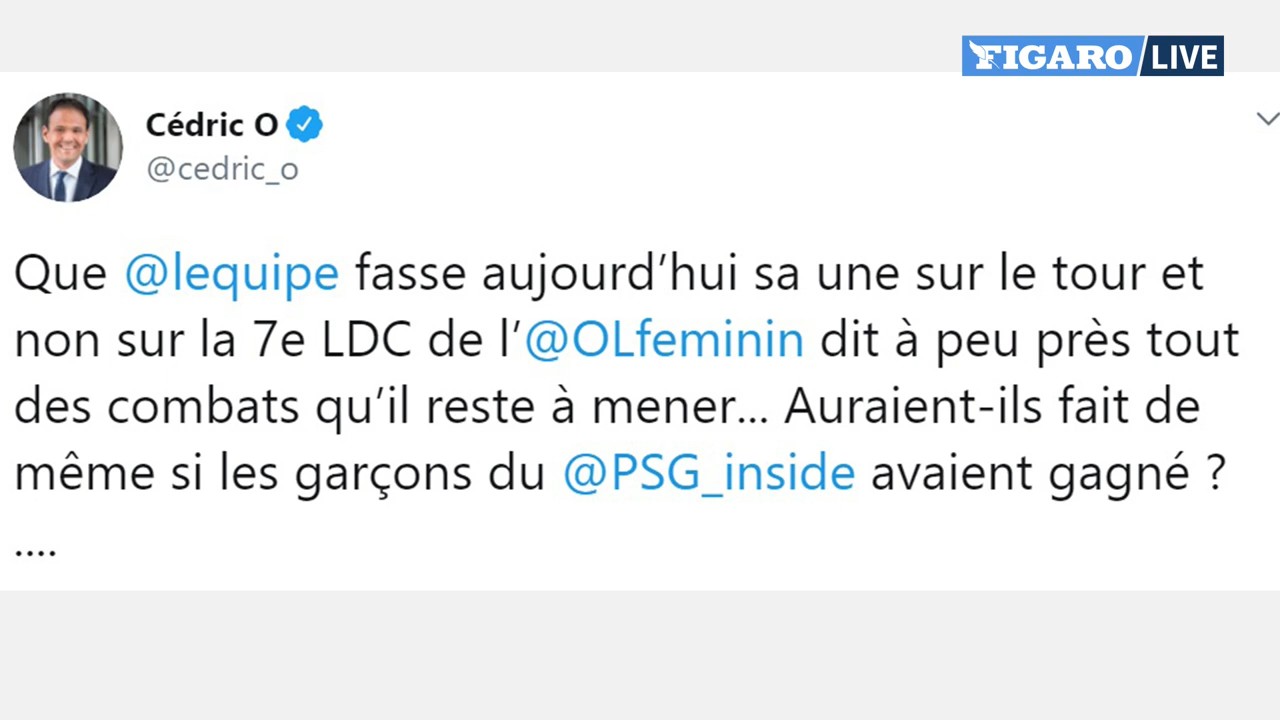 FIGARO LIVE
Cédric O
@cedric_o
Que @lequipe fasse aujourd’hui sa une sur le tour et
non sur la 7e LDC de l’@OLfeminin dit à peu près tout
des combats qu’il reste à mener... Auraient-ils fait de
même si les garçons du @PSG_inside avaient gagné ?
....